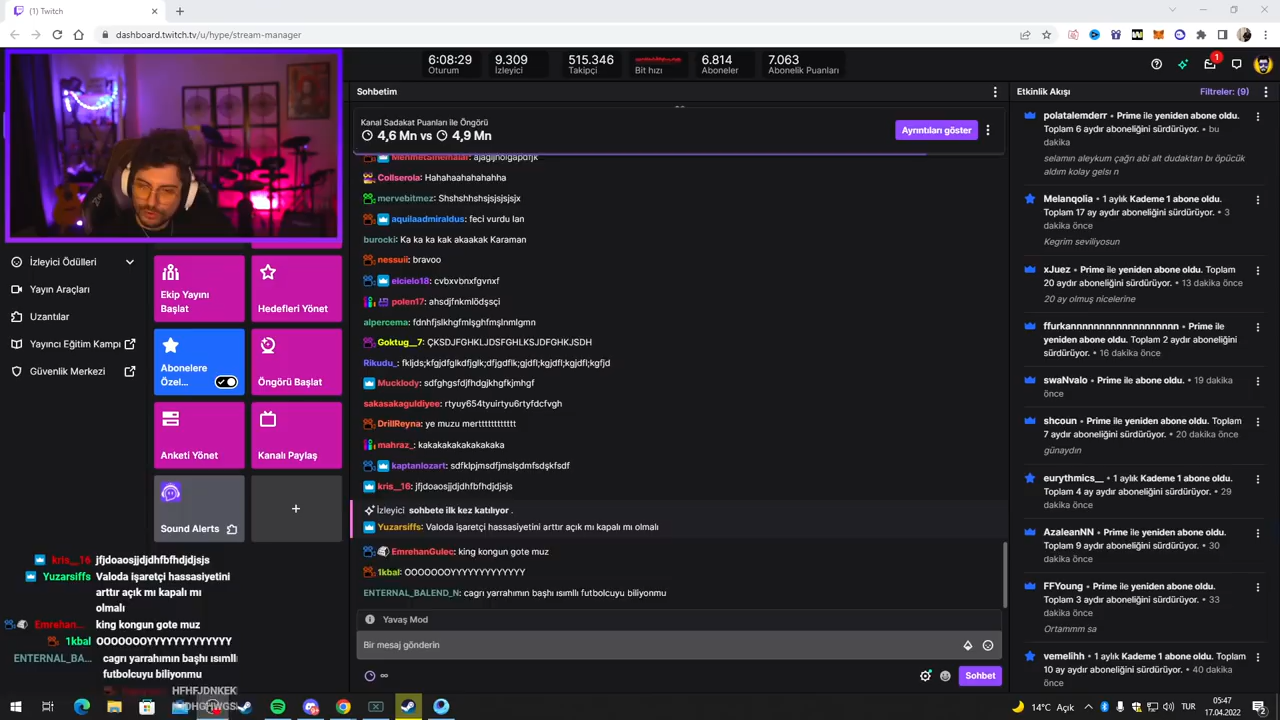 (1) Twitch
dashboard.twitch.tv/u/hype/stream-manager
6:08:29
Oturum
9.309
İzleyici
515.346
Takipçi
Bit hızı
6.814
Aboneler
7.063
Abonelik Puanları
1
İzleyici Ödülleri
Yayın Araçları
Uzantılar
Yayıncı Eğitim Kampı
Güvenlik Merkezi
Ekip Yayını
Başlat
Hedefleri Yönet
Abonelere
Özel...
Öngörü Başlat
Anketi Yönet
Kanalı Paylaş
Sound Alerts
kris__16 jfjdoaosjjdjdhfbfhdjdjsjs
Yuzarsiffs Valoda işaretçi hassasiyetini
arttır açık mı kapalı mı
olmalı
Emrehan... king kongun gote muz
1kbal OOOOOOOYYYYYYYYYYYYY
ENTERNAL_BA... cagrı yarrahımın başhı ısımllı
futbolcuyu biliyonmu
HFHFJDNKEK
Sohbetim
Kanal Sadakat Puanları ile Öngörü
4,6 Mn vs 4,9 Mn
Ayrıntıları göster
Collserola: Hahahaahahahahha
mervebitmez: Shshshhshsjsjsjsjsjx
aquilaadmiraldus: feci vurdu lan
burocki: Ka ka ka kak akaakak Karaman
nessuii: bravoo
elcielo18: cvbxvbnxfgvnxf
polen17: ahsdjfnkmlödşsçi
alpercema: fdnhfjslkhgfmlşghfmşlnmlgmn
Goktug__7: ÇKSDJFGHKLJDSFGHLKSJDFGHKJSDH
Rikudu_: fkljds;kfgjdfglkdfjglk;dfjgdflk;gjdfl;kgjdfl;kgjdfl;kgfjd
Mucklody: sdfghgsfdjfhdgjkhgfkjmhgf
sakasakaguldiyee: rtyuy654tyuirtyu6rtyfdcvfgh
DrillReyna: ye muzu merttttttttttt
mahraz_: kakakakakakakakaka
kaptanlozart: sdfklpjmsdfjmslşdmfsdşkfsdf
kris__16: jfjdoaosjjdjdhfbfhdjdjsjs
İzleyici sohbete ilk kez katılıyor .
Yuzarsiffs: Valoda işaretçi hassasiyetini arttır açık mı kapalı mı olmalı
EmrehanGulec: king kongun gote muz
1kbal: OOOOOOOYYYYYYYYYYYYY
ENTERNAL_BALEND_N: cagrı yarrahımın başhı ısımllı futbolcuyu biliyonmu
Yavaş Mod
Bir mesaj gönderin
Sohbet
Etkinlik Akışı
Filtreler: (9)
polatalemderr • Prime ile yeniden abone oldu.
Toplam 6 aydır aboneliğini sürdürüyor. • bu
dakika
selamın aleykum çağrı abi alt dudaktan bı öpücük
aldım kolay gelsı n
Melanqolia • 1 aylık Kademe 1 abonesi oldu.
Toplam 17 ay aydır aboneliğini sürdürüyor. • 3
dakika önce
Kegrim seviliyosun
xJuez • Prime ile yeniden abone oldu. Toplam
20 aydır aboneliğini sürdürüyor. • 13 dakika önce
20 ay olmuş nicelerine
ffurkannnnnnnnnnnnnnnnnnn • Prime ile
yeniden abone oldu. Toplam 2 aydır aboneliğini
sürdürüyor. • 16 dakika önce
swaNvalo • Prime ile abone oldu. • 19 dakika
önce
shcoun • Prime ile yeniden abone oldu. Toplam
7 aydır aboneliğini sürdürüyor. • 20 dakika önce
günaydın
eurythmics__ • 1 aylık Kademe 1 abonesi oldu.
Toplam 4 ay aydır aboneliğini sürdürüyor. • 29
dakika önce
AzaleanNN • Prime ile yeniden abone oldu.
Toplam 9 aydır aboneliğini sürdürüyor. • 30
dakika önce
FFYoung • Prime ile yeniden abone oldu.
Toplam 3 aydır aboneliğini sürdürüyor. • 33
dakika önce
Ortammm sa
vemelihh • 1 aylık Kademe 1 abonesi oldu.
Toplam 10 ay aydır aboneliğini sürdürüyor. • 40
dakika önce
14°C Açık
TUR
05:47
17.04.2022
2